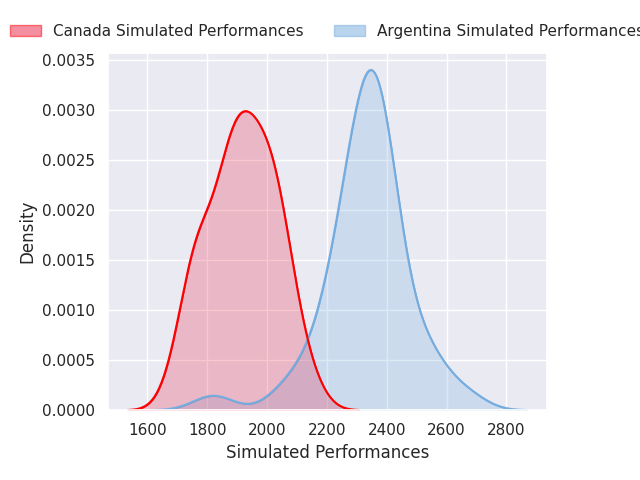 Canada Simulated Performances Argentina Simulated Performances
0.0035
0.0030
0.0025
0.0020
0.0015
0.0010
0.0005
0.0000
Density
1600 1800 2000 2200 2400 2600 2800
Simulated Performances